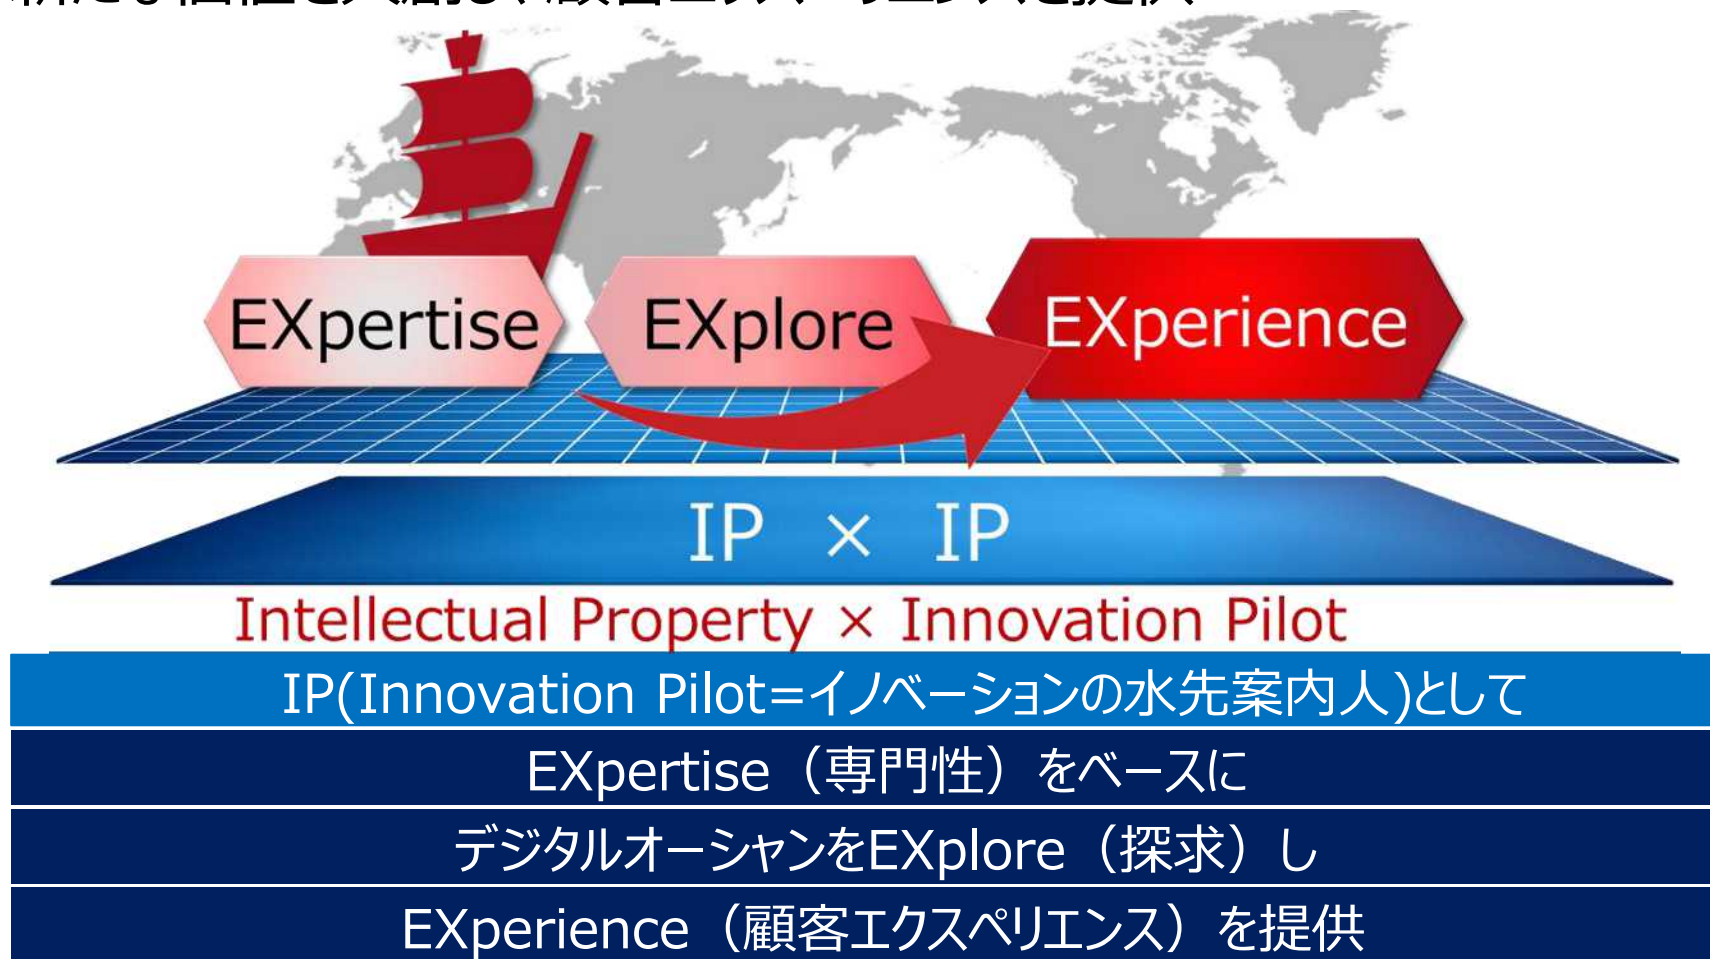 EXpertise
EXplore
EXperience
IP × IP
Intellectual Property × Innovation Pilot
IP(Innovation Pilot=イノベーションの水先案内人)として
EXpertise（専門性）をベースに
デジタルオーシャンをEXplore（探求）し
EXperience（顧客エクスペリエンス）を提供